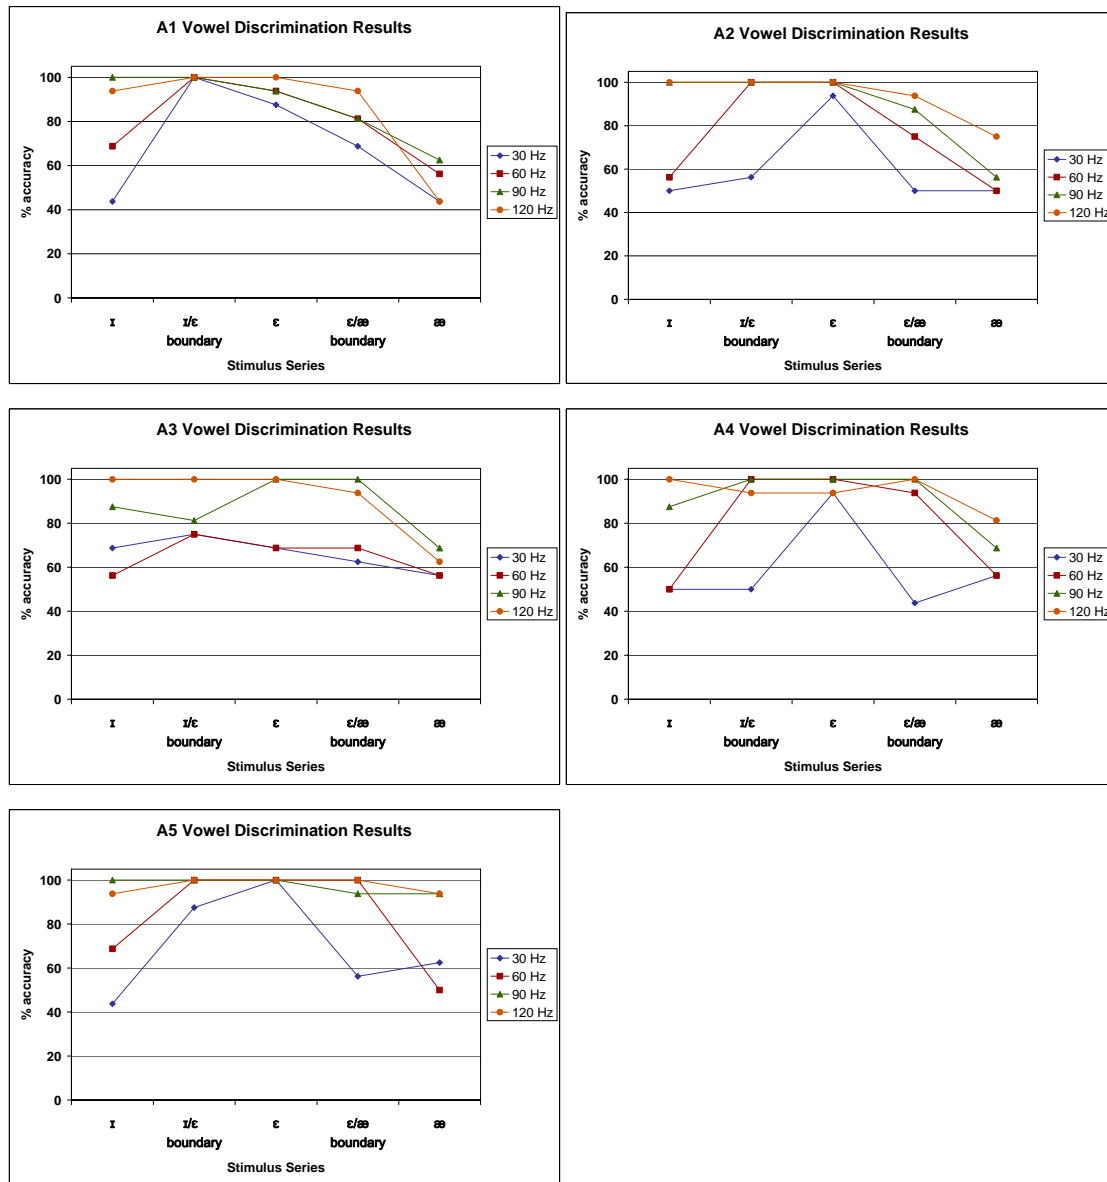 A1 Vowel Discrimination Results
100
80
60
40
20
0
% accuracy
ɪ
ɪ/ɛ
boundary
ɛ
ɛ/æ
boundary
æ
Stimulus Series
30 Hz
60 Hz
90 Hz
120 Hz
A2 Vowel Discrimination Results
100
80
60
40
20
0
% accuracy
ɪ
ɪ/ɛ
boundary
ɛ
ɛ/æ
boundary
æ
Stimulus Series
30 Hz
60 Hz
90 Hz
120 Hz
A3 Vowel Discrimination Results
100
80
60
40
20
0
% accuracy
ɪ
ɪ/ɛ
boundary
ɛ
ɛ/æ
boundary
æ
Stimulus Series
30 Hz
60 Hz
90 Hz
120 Hz
A4 Vowel Discrimination Results
100
80
60
40
20
0
% accuracy
ɪ
ɪ/ɛ
boundary
ɛ
ɛ/æ
boundary
æ
Stimulus Series
30 Hz
60 Hz
90 Hz
120 Hz
A5 Vowel Discrimination Results
100
80
60
40
20
0
% accuracy
ɪ
ɪ/ɛ
boundary
ɛ
ɛ/æ
boundary
æ
Stimulus Series
30 Hz
60 Hz
90 Hz
120 Hz